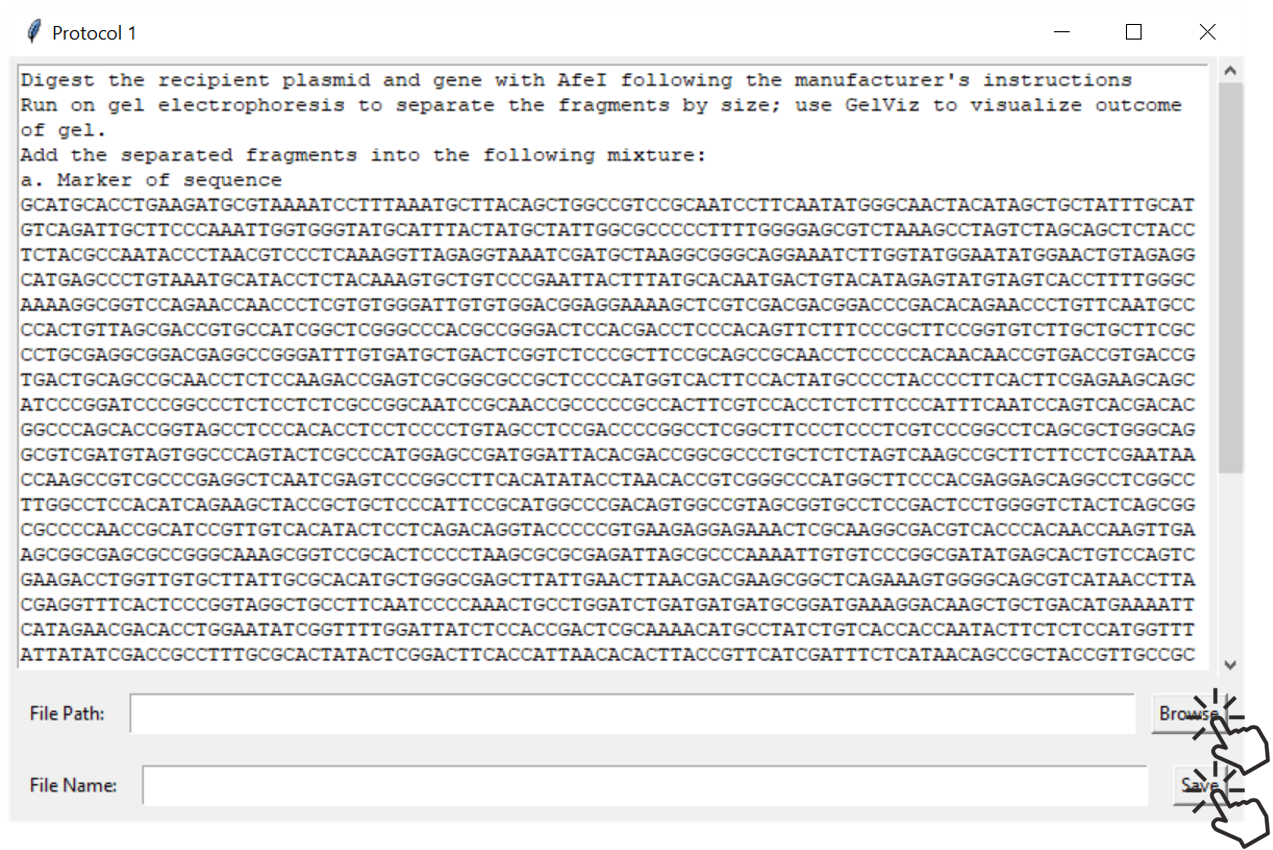 Protocol 1
Digest the recipient plasmid and gene with AfeI following the manufacturer's instructions
Run on gel electrophoresis to separate the fragments by size; use GelViz to visualize outcome
of gel.
Add the separated fragments into the following mixture:
a. Marker of sequence
GCATGCACCTGAAGATGCGTAAAATCCTTTAAATGCTTACAGCTGGCCGTCCGCAATCCTTCAATATGGGCAACTACATAGCTGCTATTTGCAT
GTCAGATTGCTTCCCAAATTGGTGGGTATGCATTTACTATGCTATTGGCGCCCCCTTTTGGGGAGCGTCTAAAGCCTAGTCTAGCAGCTCTACC
TCTACGCCAATACCCTAACGTCCCTCAAAGGTTAGAGGTAAATCGATGCTAAGGCGGGCAGGAAATCTTGGTATGGAATATGGAACTGTAGAGG
CATGAGCCCTGTAAATGCATACCTCTACAAAGTGCTGTCCCGAATTACTTTATGCACAATGACTGTACATAGAGTATGTAGTCACCTTTTGGGC
AAAAGGCGGTCCAGAACCAACCCTCGTGTGGGATTGTGTGGACGGAGGAAAAGCTCGTCGACGACGGACCCGACACAGAACCCTGTTCAATGCC
CCACTGTTAGCGACCGTGCCATCGGCTCGGGCCCACGCCGGGACTCCACGACCTCCCACAGTTCTTTCCCGCTTCCGGTGTCTTGCTGCTTCGC
CCTGCGAGGCGGACGAGGCCGGGATTTGTGATGCTGACTCGGTCTCCCGCTTCCGCAGCCGCAACCTCCCCCACAACAACCGTGACCGTGACCG
TGACTGCAGCCGCAACCTCTCCAAGACCGAGTCGCGGCGCCGCTCCCCATGGTCACTTCCACTATGCCCCTACCCCTTCACTTCGAGAAGCAGC
ATCCCGGATCCCGGCCCTCTCCTCTCGCCGGCAATCCGCAACCGCCCCCGCCACTTCGTCCACCTCTCTTCCCATTTCAATCCAGTCACGACAC
GGCCCAGCACCGGTAGCCTCCCACACCTCCTCCCCTGTAGCCTCCGACCCCGGCCTCGGCTTCCCTCCCTCGTCCCGGCCTCAGCGCTGGGCAG
GCGTCGATGTAGTGGCCCAGTACTCGCCCATGGAGCCGATGGATTACACGACCGGCGCCCTGCTCTCTAGTCAAGCCGCTTCTTCCTCGAATAA
CCAAGCCGTCGCCCGAGGCTCAATCGAGTCCCGGCCTTCACATATACCTAACACCGTCGGGCCCATGGCTTCCCACGAGGAGCAGGCCTCGGCC
TTGGCCTCCACATCAGAAGCTACCGCTGCTCCCATTCCGCATGGCCCGACAGTGGCCGTAGCGGTGCCTCCGACTCCTGGGGTCTACTCAGCGG
CGCCCCAACCGCATCCGTTGTCACATACTCCTCAGACAGGTACCCCCGTGAAGAGGAGAAACTCGCAAGGCGACGTCACCCACAACCAAGTTGA
AGCGGCGAGCGCCGGGCAAAGCGGTCCGCACTCCCCTAAGCGCGCGAGATTAGCGCCCAAAATTGTGTCCCGGCGATATGAGCACTGTCCAGTC
GAAGACCTGGTTGTGCTTATTGCGCACATGCTGGGCGAGCTTATTGAACTTAACGACGAAGCGGCTCAGAAAGTGGGGCAGCGTCATAACCTTA
CGAGGTTTCACTCCCGGTAGGCTGCCTTCAATCCCCAAACTGCCTGGATCTGATGATGATGCGGATGAAAGGACAAGCTGCTGACATGAAAATT
CATAGAACGACACCTGGAATATCGGTTTTGGATTATCTCCACCGACTCGCAAAACATGCCTATCTGTCACCACCAATACTTCTCTCCATGGTTT
ATTATATCGACCGCCTTTGCGCACTATACTCGGACTTCACCATTAACACACTTACCGTTCATCGATTTCTCATAACAGCCGCTACCGTTGCCGC
File Path:
Browse
File Name:
Save